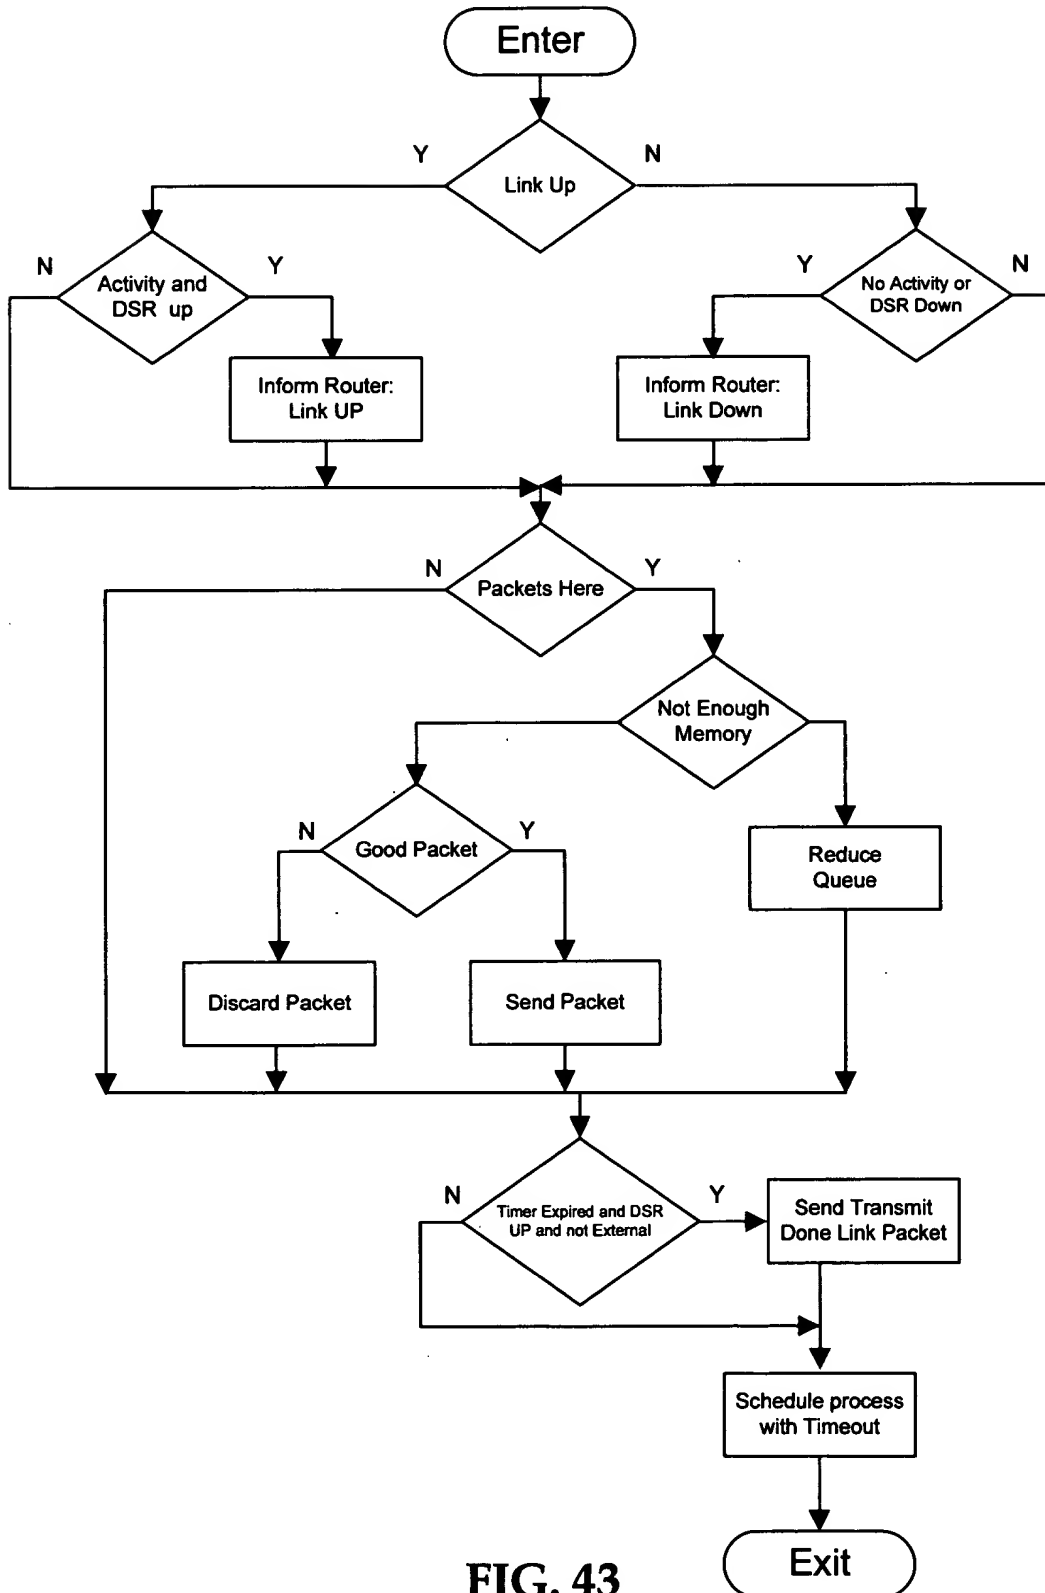 Enter
Y
N
Link Up
N
Activity and
DSR up
Y
Y
No Activity or
DSR Down
N
Inform Router:
Link UP
Inform Router:
Link Down
N
Packets Here
Y
Not Enough
Memory
N
Good Packet
Y
Reduce
Queue
Discard Packet
Send Packet
N
Timer Expired and DSR
UP and not External
Y
Send Transmit
Done Link Packet
Schedule process
with Timeout
Exit
FIG. 43